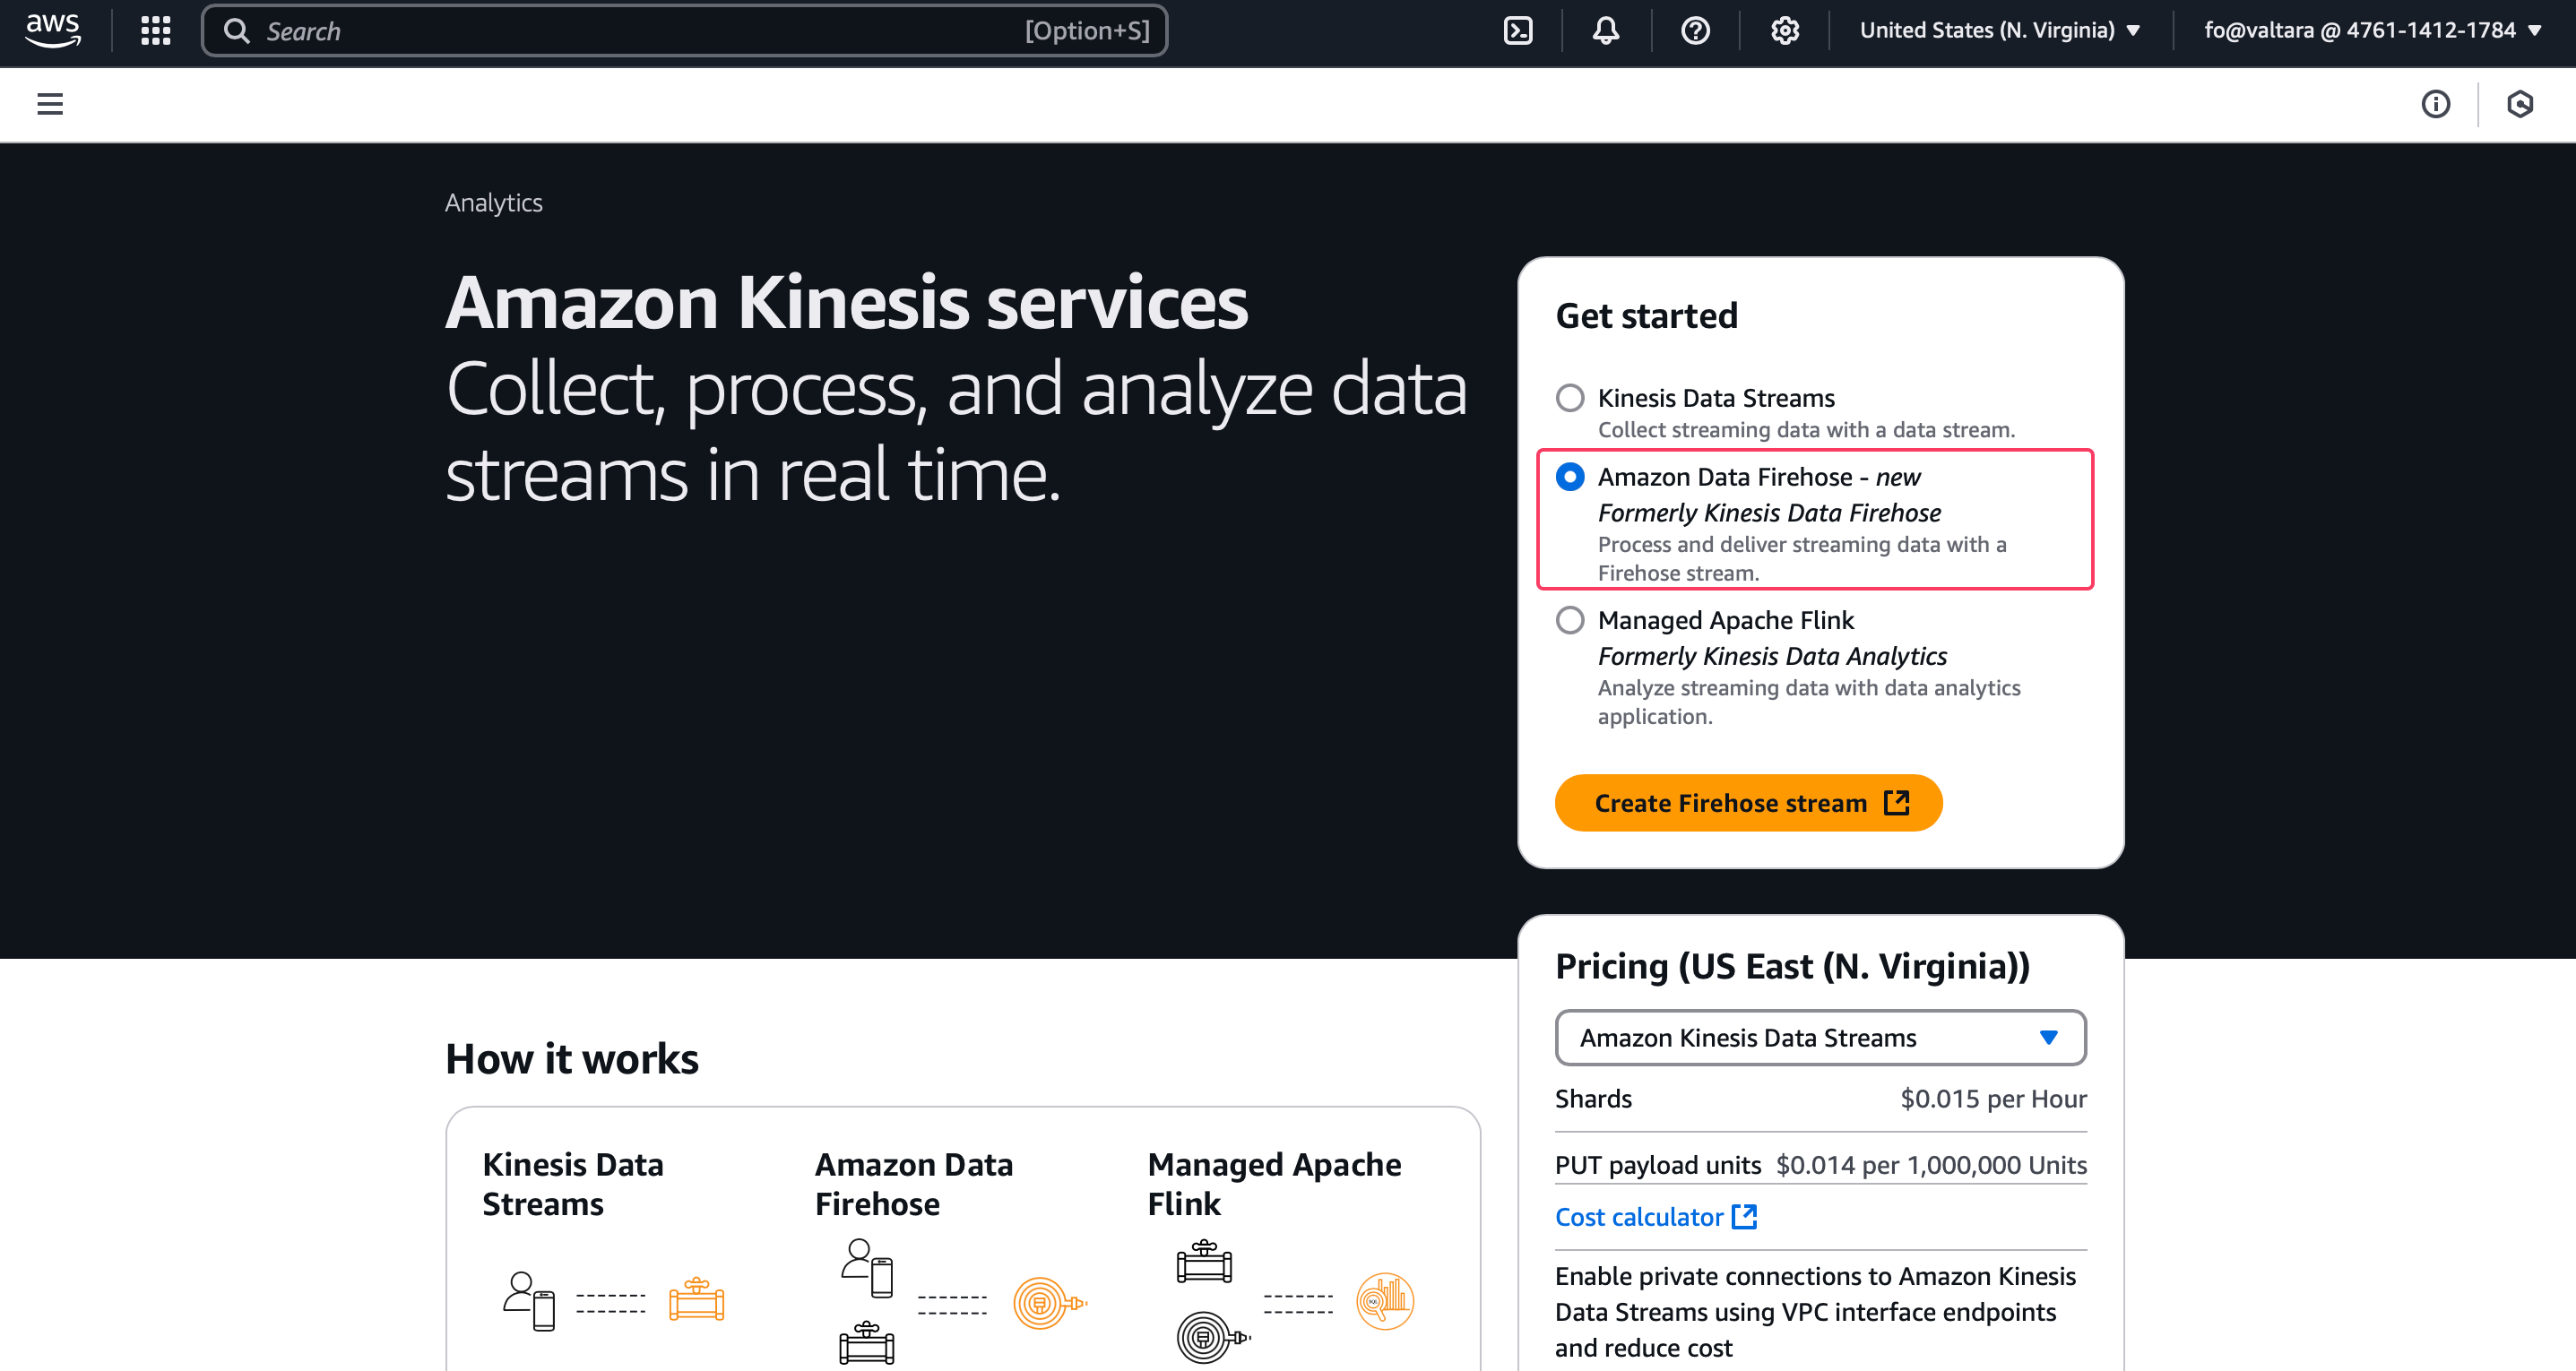 aws
Search
[Option+S]
United States (N. Virginia)
fo@valtara @ 4761-1412-1784
Analytics
Amazon Kinesis services
Collect, process, and analyze data
streams in real time.
Get started
Kinesis Data Streams
Collect streaming data with a data stream.
Amazon Data Firehose - new
Formerly Kinesis Data Firehose
Process and deliver streaming data with a
Firehose stream.
Managed Apache Flink
Formerly Kinesis Data Analytics
Analyze streaming data with data analytics
application.
Create Firehose stream
Pricing (US East (N. Virginia))
Amazon Kinesis Data Streams
Shards
$0.015 per Hour
PUT payload units
$0.014 per 1,000,000 Units
Cost calculator
Enable private connections to Amazon Kinesis
Data Streams using VPC interface endpoints
and reduce cost
How it works
Kinesis Data
Streams
Amazon Data
Firehose
Managed Apache
Flink